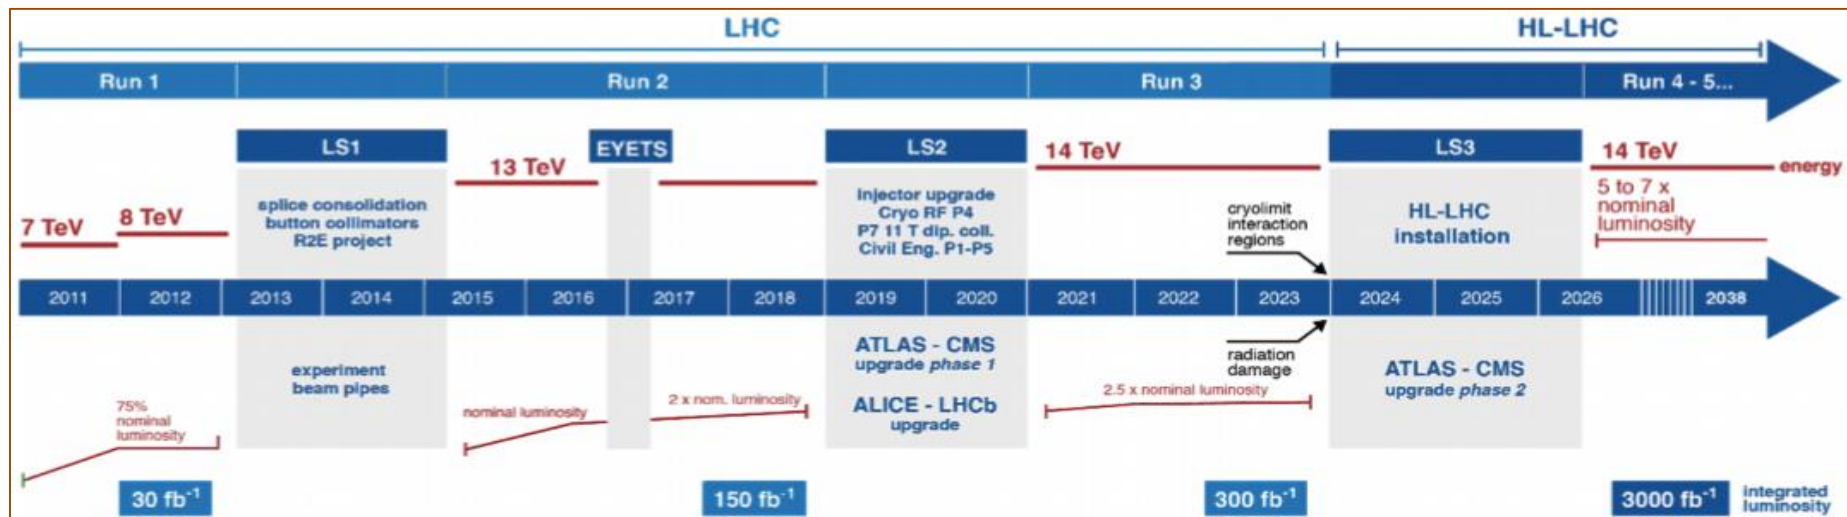 LHC
HL-LHC
Run 1
Run 2
Run 3
Run 4 - 5...
LS1
EYETS
LS2
LS3
7 TeV
8 TeV
13 TeV
14 TeV
14 TeV
energy
splice consolidation
button collimators
R2E project
injector upgrade
Cryo RF P4
P7 11 T dip. coll.
Civil Eng. P1-P5
cryolimit
interaction
regions
HL-LHC
installation
5 to 7 x
nominal
luminosity
2011
2012
2013
2014
2015
2016
2017
2018
2019
2020
2021
2022
2023
2024
2025
2026
2038
experiment
beam pipes
ATLAS - CMS
upgrade phase 1
ALICE - LHCb
upgrade
radiation
damage
ATLAS - CMS
upgrade phase 2
75%
nominal
luminosity
nominal luminosity
2 x nom. luminosity
2.5 x nominal luminosity
30 fb⁻¹
150 fb⁻¹
300 fb⁻¹
3000 fb⁻¹
integrated
luminosity